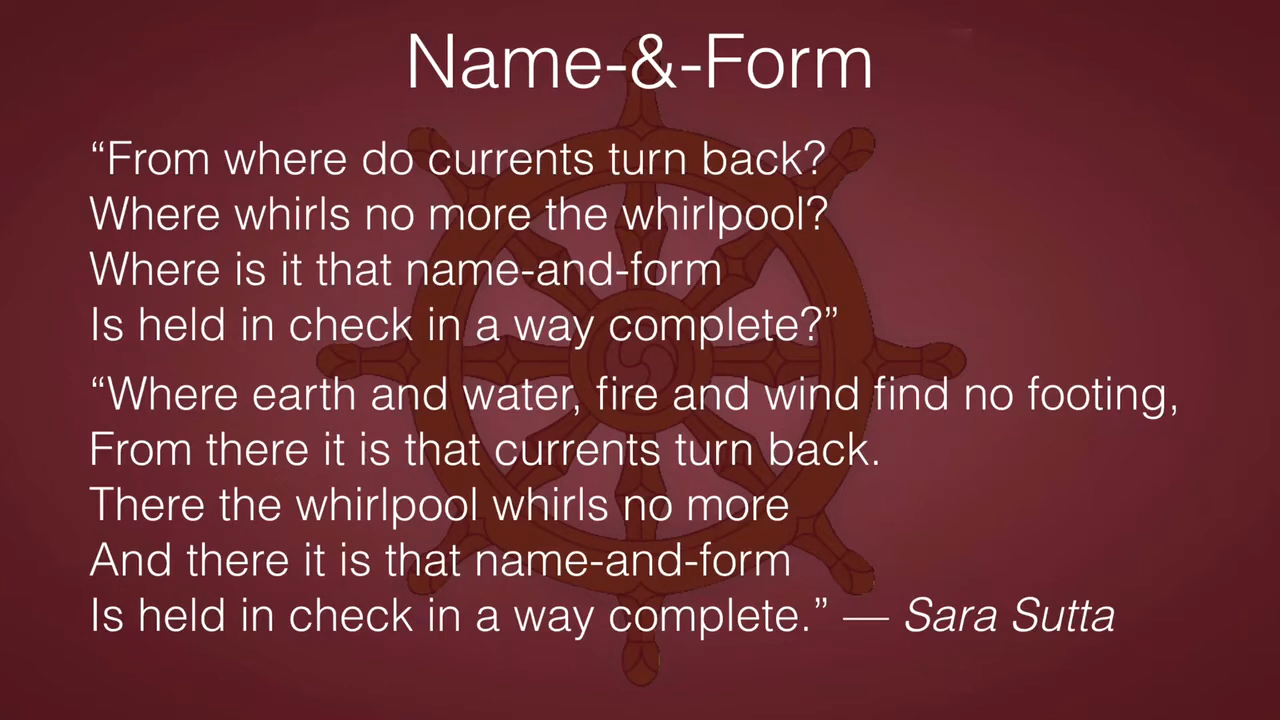 Name-&-Form
“From where do currents turn back?
Where whirls no more the whirlpool?
Where is it that name-and-form
Is held in check in a way complete?”
“Where earth and water, fire and wind find no footing,
From there it is that currents turn back.
There the whirlpool whirls no more
And there it is that name-and-form
Is held in check in a way complete.” — Sara Sutta